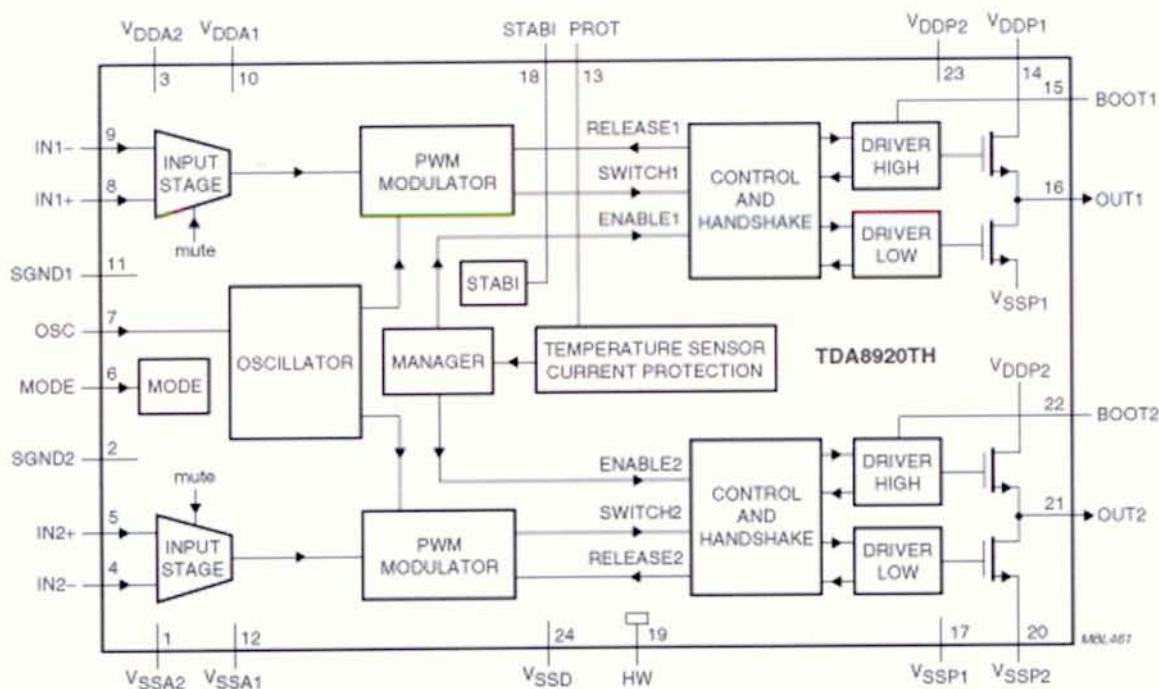 VDDA2 VDDA1 STABI PROT VDDP2 VDDP1
3 10 18 13 23 14
15 BOOT1
IN1– 9 INPUT STAGE
IN1+ 8
mute
PWM MODULATOR
RELEASE1
SWITCH1
ENABLE1
CONTROL AND HANDSHAKE
DRIVER HIGH
DRIVER LOW
16 OUT1
VSSP1
SGND1 11
STABI
OSC 7
OSCILLATOR
MANAGER
TEMPERATURE SENSOR
CURRENT PROTECTION
TDA8920TH
MODE 6 MODE
VDDP2
22 BOOT2
SGND2 2
mute
ENABLE2
SWITCH2
RELEASE2
CONTROL AND HANDSHAKE
DRIVER HIGH
DRIVER LOW
21 OUT2
IN2+ 5 INPUT STAGE
IN2– 4
PWM MODULATOR
1 12 24 19 17 20 MBL461
VSSA2 VSSA1 VSSD HW VSSP1 VSSP2